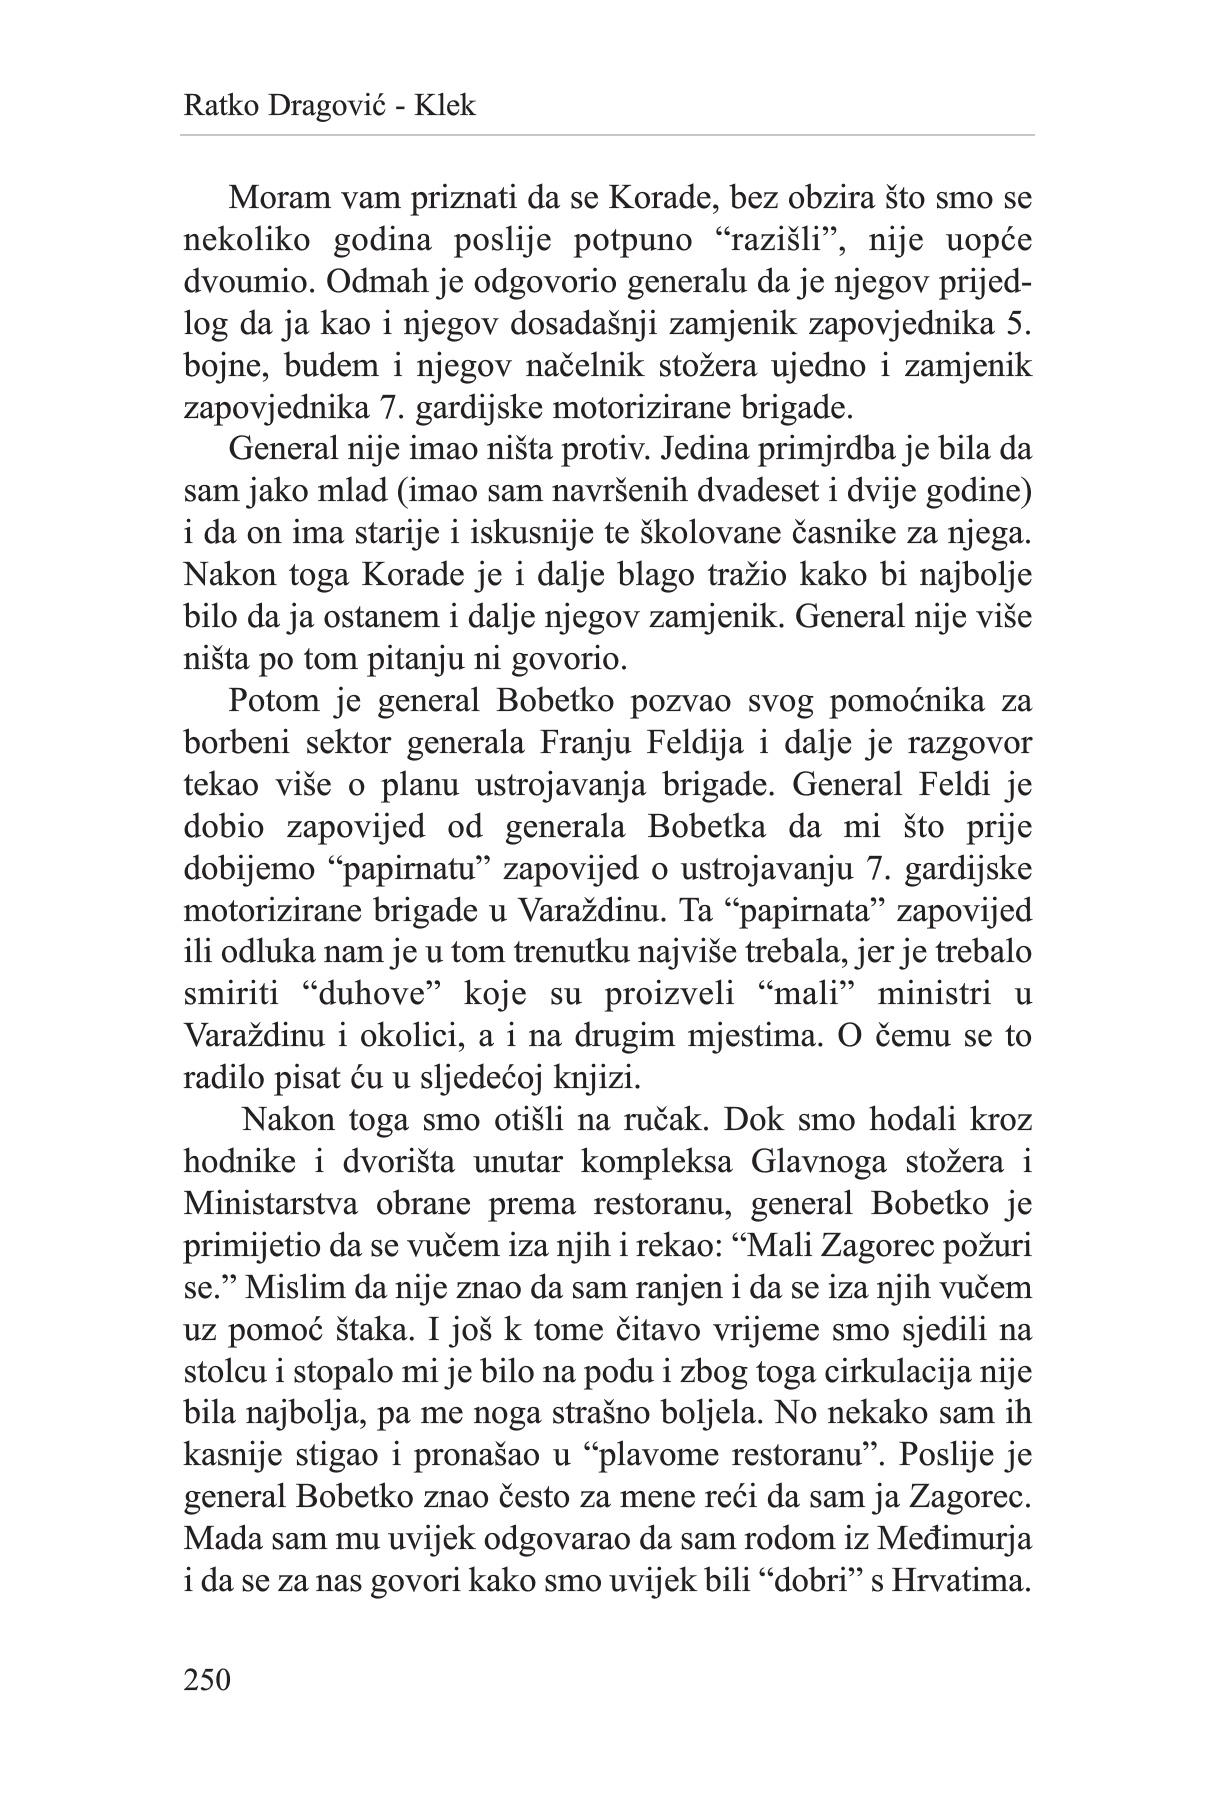 Ratko Dragović - Klek
Moram vam priznati da se Korade, bez obzira što smo se
nekoliko godina poslije potpuno “razišli”, nije uopće
dvoumio. Odmah je odgovorio generalu da je njegov prijed-
log da ja kao i njegov dosadašnji zamjenik zapovjednika 5.
bojne, budem i njegov načelnik stožera ujedno i zamjenik
zapovjednika 7. gardijske motorizirane brigade.
General nije imao ništa protiv. Jedina primjrdba je bila da
sam jako mlad (imao sam navršenih dvadeset i dvije godine)
i da on ima starije i iskusnije te školovane časnike za njega.
Nakon toga Korade je i dalje blago tražio kako bi najbolje
bilo da ja ostanem i dalje njegov zamjenik. General nije više
ništa po tom pitanju ni govorio.
Potom je general Bobetko pozvao svog pomoćnika za
borbeni sektor generala Franju Feldija i dalje je razgovor
tekao više o planu ustrojavanja brigade. General Feldi je
dobio zapovijed od generala Bobetka da mi što prije
dobijemo “papirnatu” zapovijed o ustrojavanju 7. gardijske
motorizirane brigade u Varaždinu. Ta “papirnata” zapovijed
ili odluka nam je u tom trenutku najviše trebala, jer je trebalo
smiriti “duhove” koje su proizveli “mali” ministri u
Varaždinu i okolici, a i na drugim mjestima. O čemu se to
radilo pisat ću u sljedećoj knjizi.
Nakon toga smo otišli na ručak. Dok smo hodali kroz
hodnike i dvorišta unutar kompleksa Glavnoga stožera i
Ministarstva obrane prema restoranu, general Bobetko je
primijetio da se vučem iza njih i rekao: “Mali Zagorec požuri
se.” Mislim da nije znao da sam ranjen i da se iza njih vučem
uz pomoć štaka. I još k tome čitavo vrijeme smo sjedili na
stolcu i stopalo mi je bilo na podu i zbog toga cirkulacija nije
bila najbolja, pa me noga strašno boljela. No nekako sam ih
kasnije stigao i pronašao u “plavome restoranu”. Poslije je
general Bobetko znao često za mene reći da sam ja Zagorec.
Mada sam mu uvijek odgovarao da sam rodom iz Međimurja
i da se za nas govori kako smo uvijek bili “dobri” s Hrvatima.
250